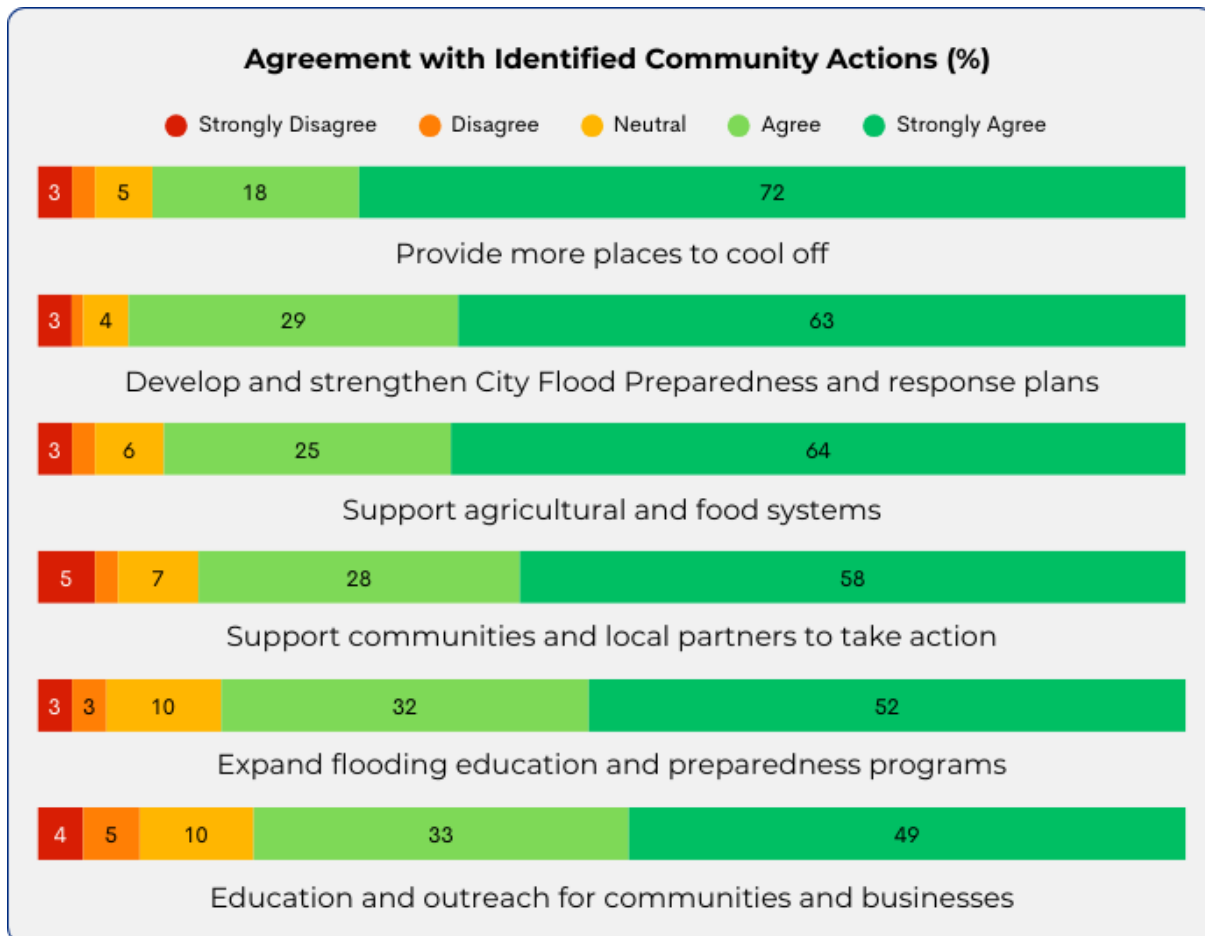 Agreement with Identified Community Actions (%)
Strongly Disagree Disagree Neutral Agree Strongly Agree
3 5 18 72
Provide more places to cool off
3 4 29 63
Develop and strengthen City Flood Preparedness and response plans
3 6 25 64
Support agricultural and food systems
5 7 28 58
Support communities and local partners to take action
3 3 10 32 52
Expand flooding education and preparedness programs
4 5 10 33 49
Education and outreach for communities and businesses